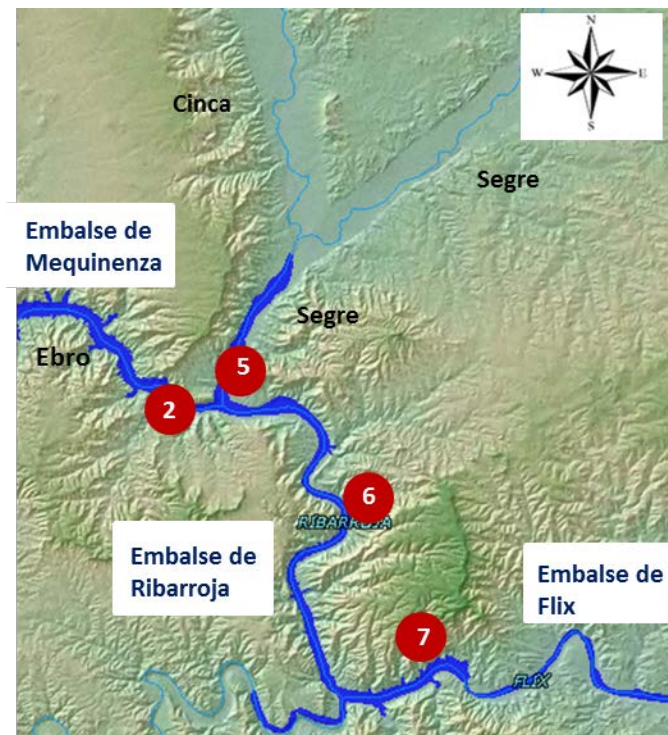 N
W E
S
Cinca
Segre
Embalse de
Mequinenza
Segre
Ebro
5
2
6
RIBARROJA
Embalse de
Ribarroja
Embalse de
Flix
7
FLIX